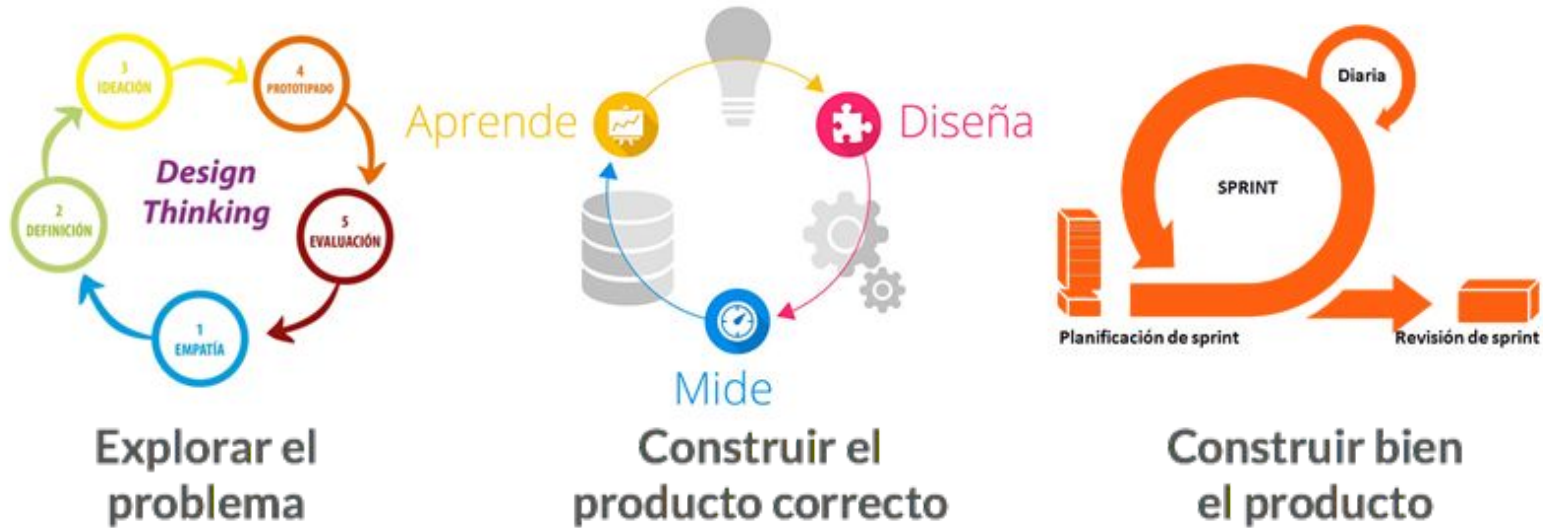 3
IDEACIÓN
4
PROTOTIPADO
Design
Thinking
2
DEFINICIÓN
5
EVALUACIÓN
1
EMPATÍA
Explorar el
problema
Aprende
Diseña
Mide
Construir el
producto correcto
Diaria
SPRINT
Planificación de sprint
Revisión de sprint
Construir bien
el producto